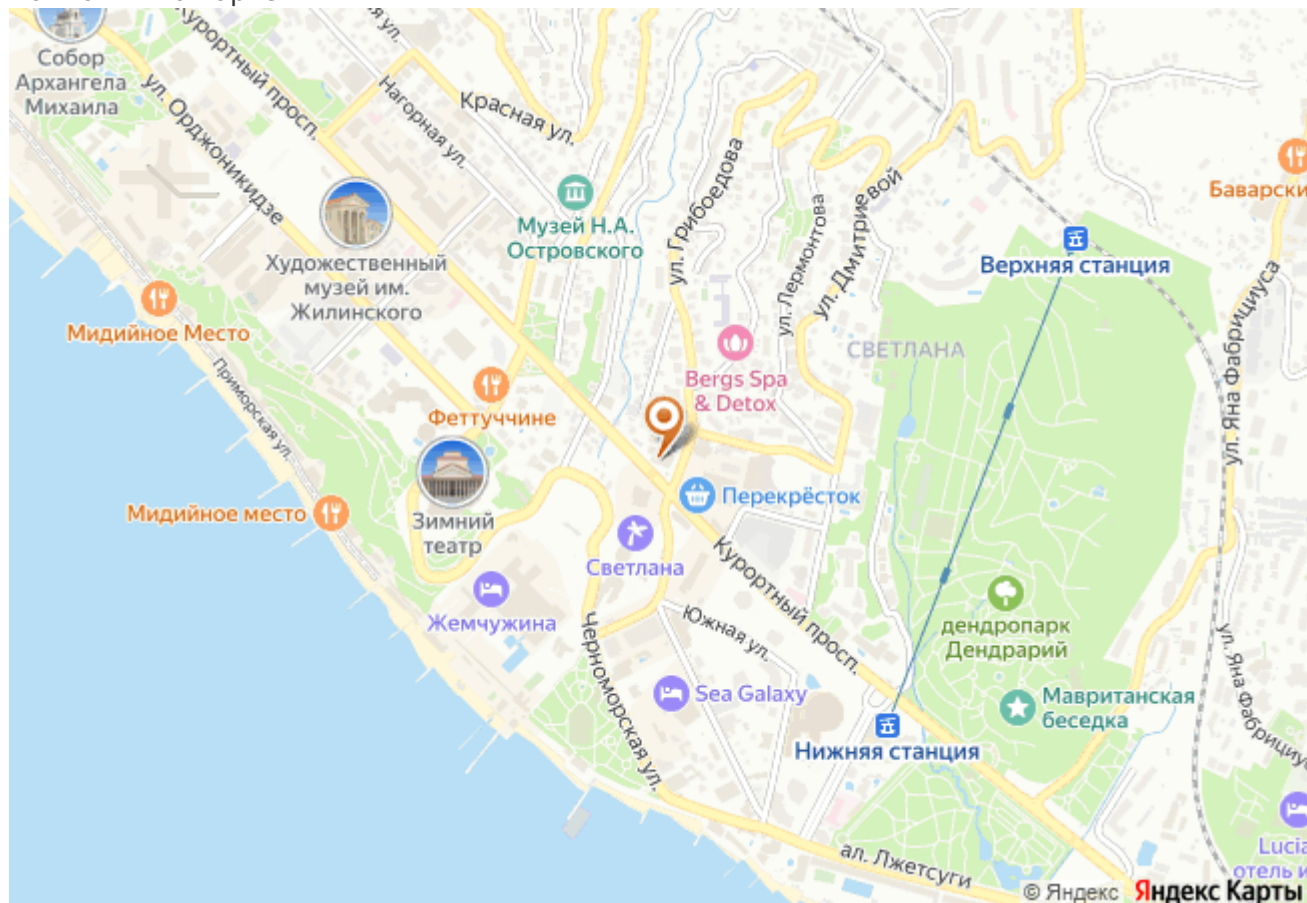 Собор
Архангела
Михаила
Курортный просп.
ул. Орджоникидзе
Нагорная ул.
Красная ул.
Художественный
музей им.
Жилинского
Музей Н.А.
Островского
ул. Грибоедова
ул. Лермонтова
ул. Дмитриевой
Верхняя станция
Баварски
ул. Яна Фабрициуса
Мидийное Место
Приморская ул.
Феттуччине
Bergs Spa
& Detox
СВЕТЛАНА
Мидийное место
Зимний
театр
Перекрёсток
Светлана
Жемчужина
Курортный просп.
Южная ул.
Черноморская ул.
Sea Galaxy
дендропарк
Дендрарий
Мавританская
беседка
Нижняя станция
ул. Яна Фабрициус
ал. Лжетсуги
Lucia
отель и
© Яндекс Яндекс Карты